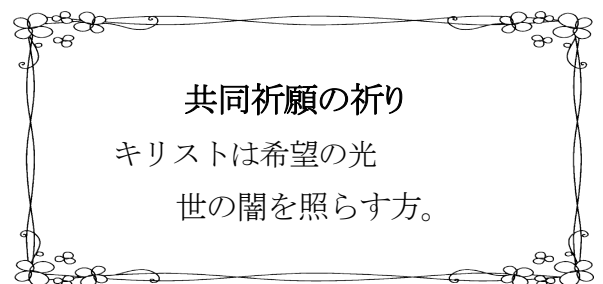 共同祈願の祈り
キリストは希望の光
世の闇を照らす方。